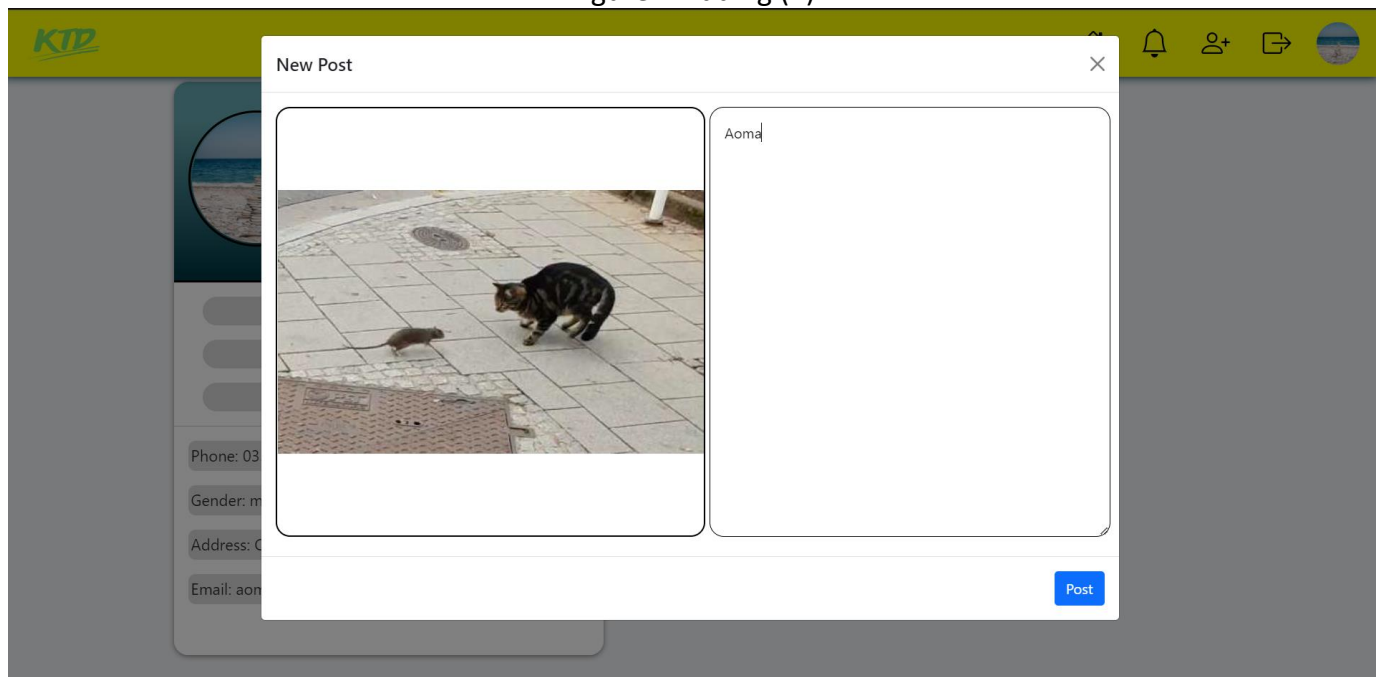 KTD
New Post
Aoma
Phone: 03
Gender: m
Address: C
Email: aom
Post